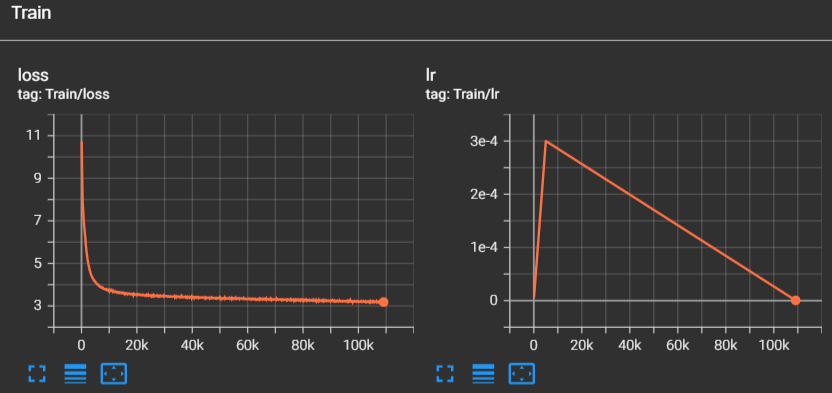 Train
loss
tag: Train/loss
11
9
7
5
3
0 20k 40k 60k 80k 100k
lr
tag: Train/lr
3e-4
2e-4
1e-4
0
0 20k 40k 60k 80k 100k